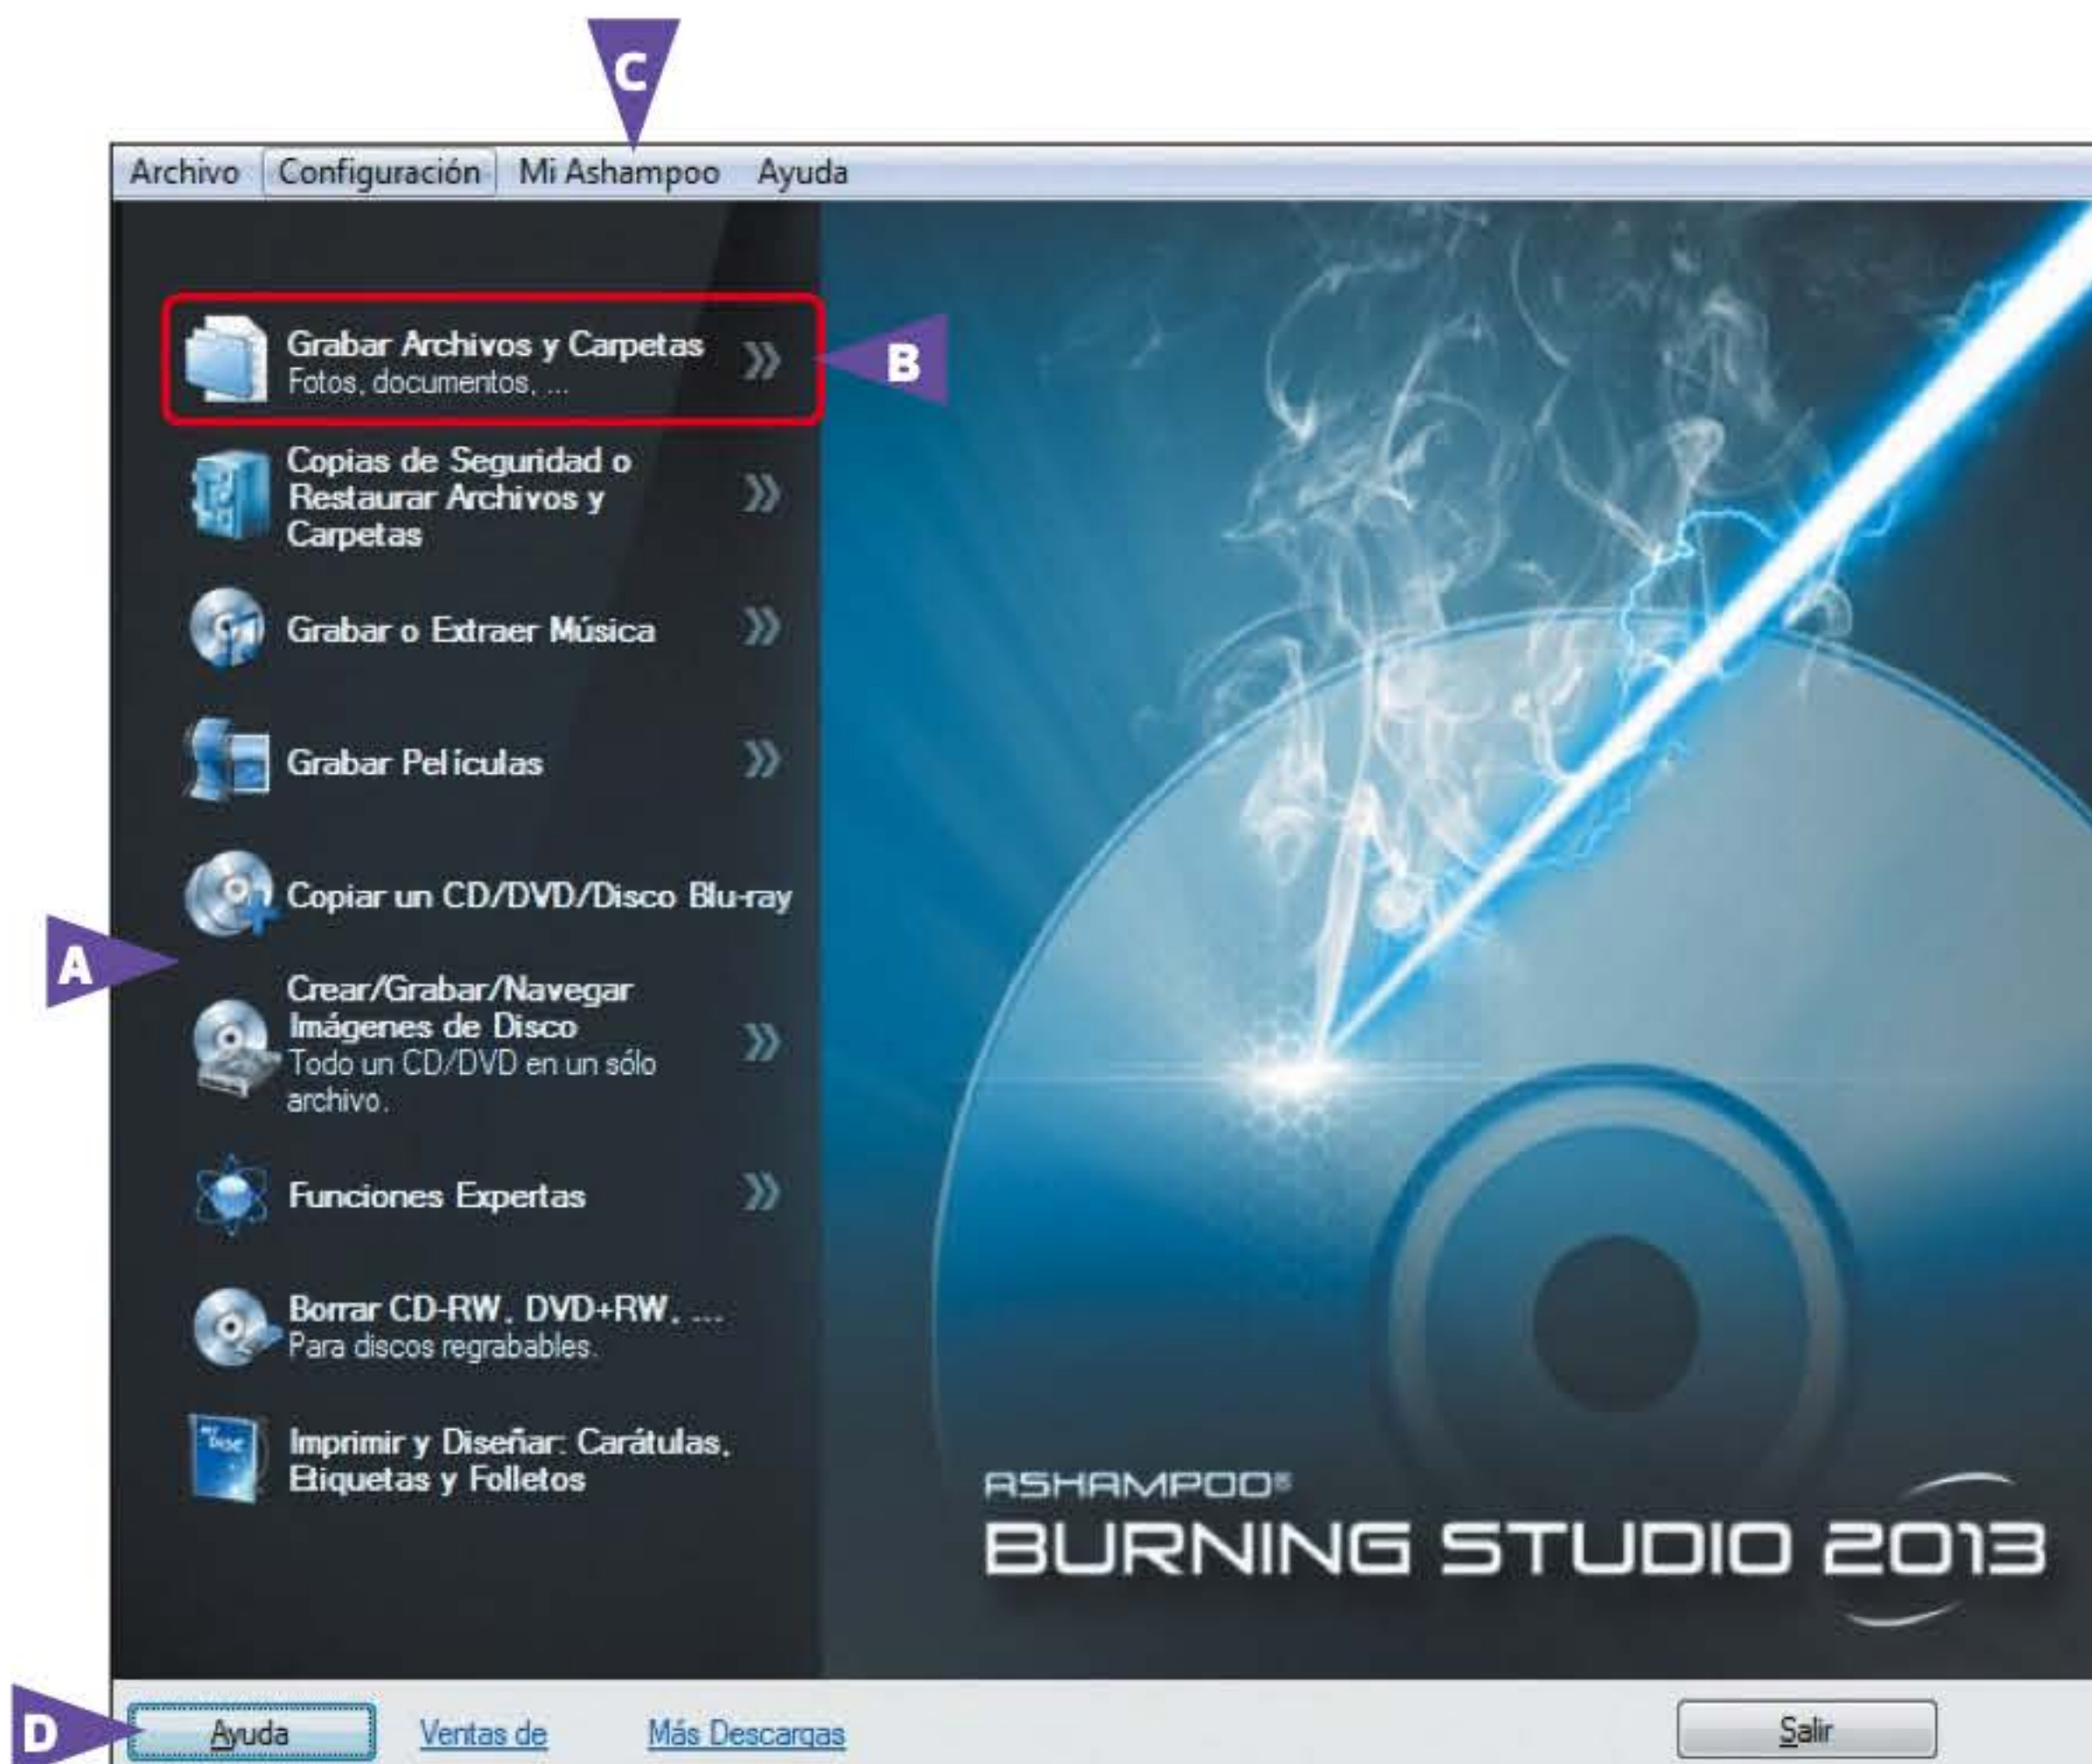 C
Archivo Configuración Mi Ashampoo Ayuda
Grabar Archivos y Carpetas
Fotos, documentos, ...
B
Copias de Seguridad o
Restaurar Archivos y
Carpetas
Grabar o Extraer Música
Grabar Películas
Copiar un CD/DVD/Disco Blu-ray
A
Crear/Grabar/Navegar
Imágenes de Disco
Todo un CD/DVD en un sólo
archivo.
Funciones Expertas
Borrar CD-RW, DVD+RW, ...
Para discos regrabables.
MY
DISC
Imprimir y Diseñar: Carátulas,
Etiquetas y Folletos
ASHAMPOO®
BURNING STUDIO 2013
D
Ayuda Ventas de Más Descargas Salir